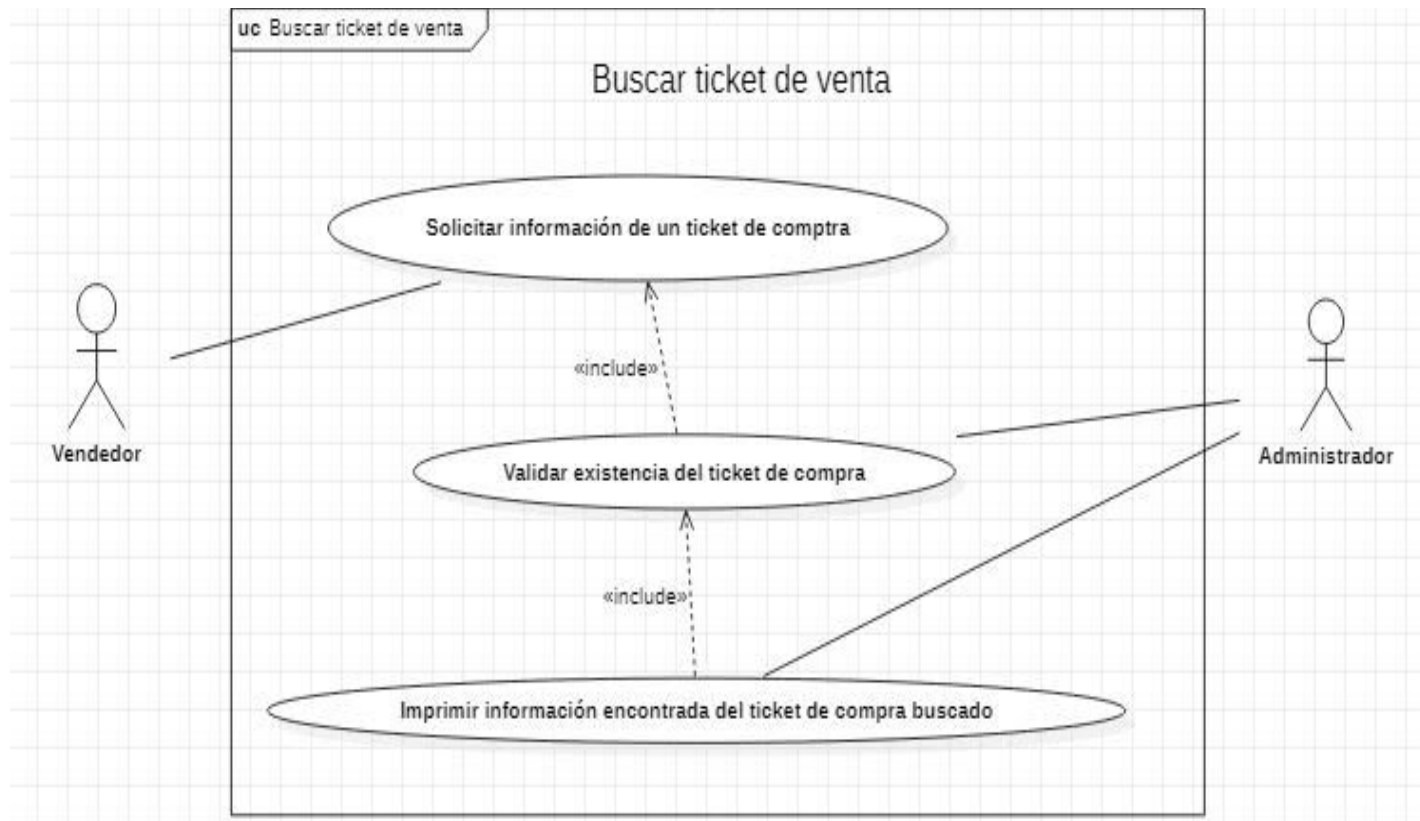 uc Buscar ticket de venta
Buscar ticket de venta
Solicitar información de un ticket de comptra
«include»
Vendedor
Administrador
Validar existencia del ticket de compra
«include»
Imprimir información encontrada del ticket de compra buscado